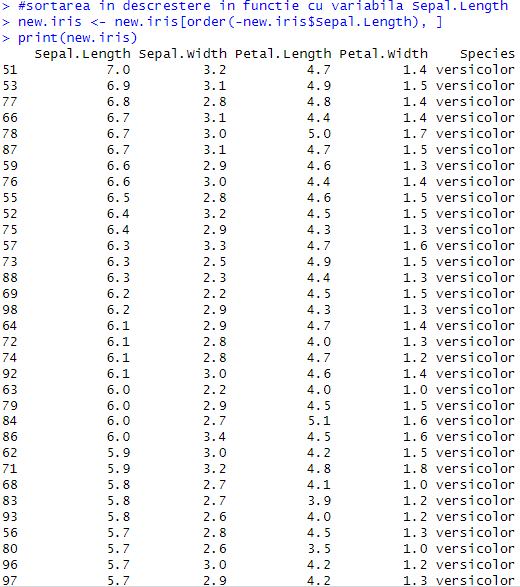 > #sortarea in descrestere in functie cu variabila Sepal.Length
> new.iris <- new.iris[order(-new.iris$Sepal.Length), ]
> print(new.iris)
Sepal.Length Sepal.Width Petal.Length Petal.Width Species
51 7.0 3.2 4.7 1.4 versicolor
53 6.9 3.1 4.9 1.5 versicolor
77 6.8 2.8 4.8 1.4 versicolor
66 6.7 3.1 4.4 1.4 versicolor
78 6.7 3.0 5.0 1.7 versicolor
87 6.7 3.1 4.7 1.5 versicolor
59 6.6 2.9 4.6 1.3 versicolor
76 6.6 3.0 4.4 1.4 versicolor
55 6.5 2.8 4.6 1.5 versicolor
52 6.4 3.2 4.5 1.5 versicolor
75 6.4 2.9 4.3 1.3 versicolor
57 6.3 3.3 4.7 1.6 versicolor
73 6.3 2.5 4.9 1.5 versicolor
88 6.3 2.3 4.4 1.3 versicolor
69 6.2 2.2 4.5 1.5 versicolor
98 6.2 2.9 4.3 1.3 versicolor
64 6.1 2.9 4.7 1.4 versicolor
72 6.1 2.8 4.0 1.3 versicolor
74 6.1 2.8 4.7 1.2 versicolor
92 6.1 3.0 4.6 1.4 versicolor
63 6.0 2.2 4.0 1.0 versicolor
79 6.0 2.9 4.5 1.5 versicolor
84 6.0 2.7 5.1 1.6 versicolor
86 6.0 3.4 4.5 1.6 versicolor
62 5.9 3.0 4.2 1.5 versicolor
71 5.9 3.2 4.8 1.8 versicolor
68 5.8 2.7 4.1 1.0 versicolor
83 5.8 2.7 3.9 1.2 versicolor
93 5.8 2.6 4.0 1.2 versicolor
56 5.7 2.8 4.5 1.3 versicolor
80 5.7 2.6 3.5 1.0 versicolor
96 5.7 3.0 4.2 1.2 versicolor
97 5.7 2.9 4.2 1.3 versicolor